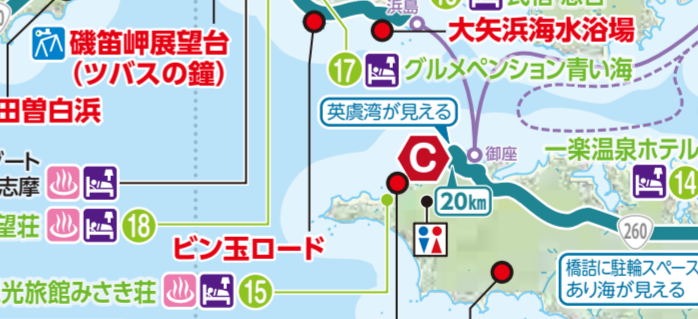 浜島
大矢浜海水浴場
磯笛岬展望台
(ツバスの鐘)
17 グルメペンション青い海
田曽白浜
英虞湾が見える
C
御座
一楽温泉ホテル
14
ゲート
志摩
20km
望荘
18
260
ビン玉ロード
橋詰に駐輪スペース
あり海が見える
光旅館みさき荘
15